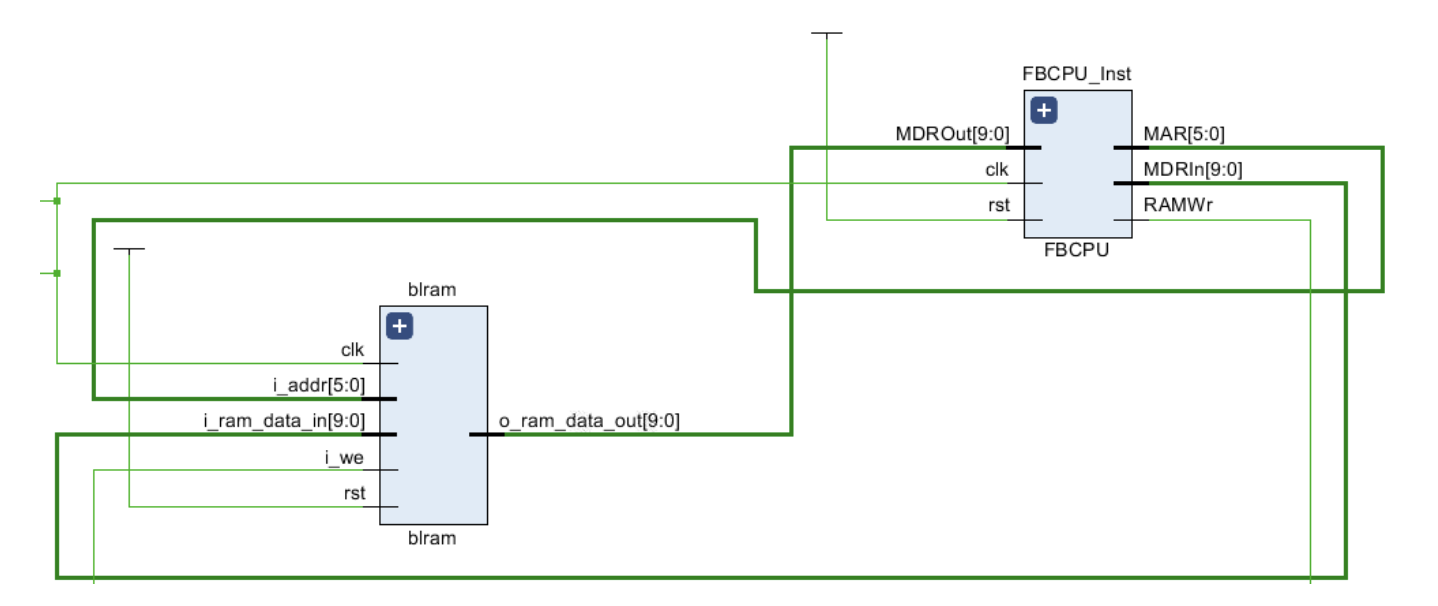 FBCPU_Inst
MDROut[9:0]
MAR[5:0]
clk
MDRIn[9:0]
rst
RAMWr
FBCPU
blram
clk
i_addr[5:0]
i_ram_data_in[9:0]
o_ram_data_out[9:0]
i_we
rst
blram